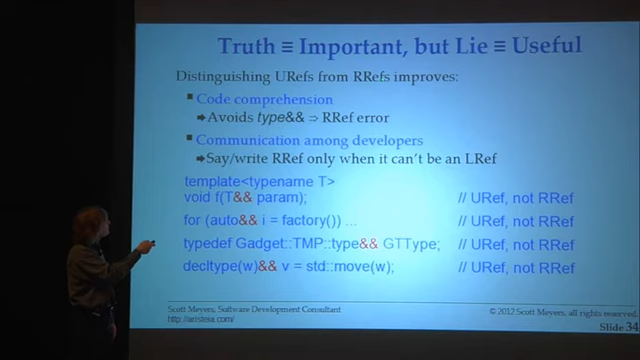 Truth ≡ Important, but Lie ≡ Useful
Distinguishing URefs from RRefs improves:
▪ Code comprehension
➔Avoids type&& ⇒ RRef error
▪ Communication among developers
➔Say/write RRef only when it can't be an LRef
template<typename T>
void f(T&& param); // URef, not RRef
for (auto&& i = factory()) ... // URef, not RRef
typedef Gadget::TMP::type&& GTType; // URef, not RRef
decltype(w)&& v = std::move(w); // URef, not RRef
Scott Meyers, Software Development Consultant © 2012 Scott Meyers, all rights reserved.
http://aristeia.com/ Slide 34